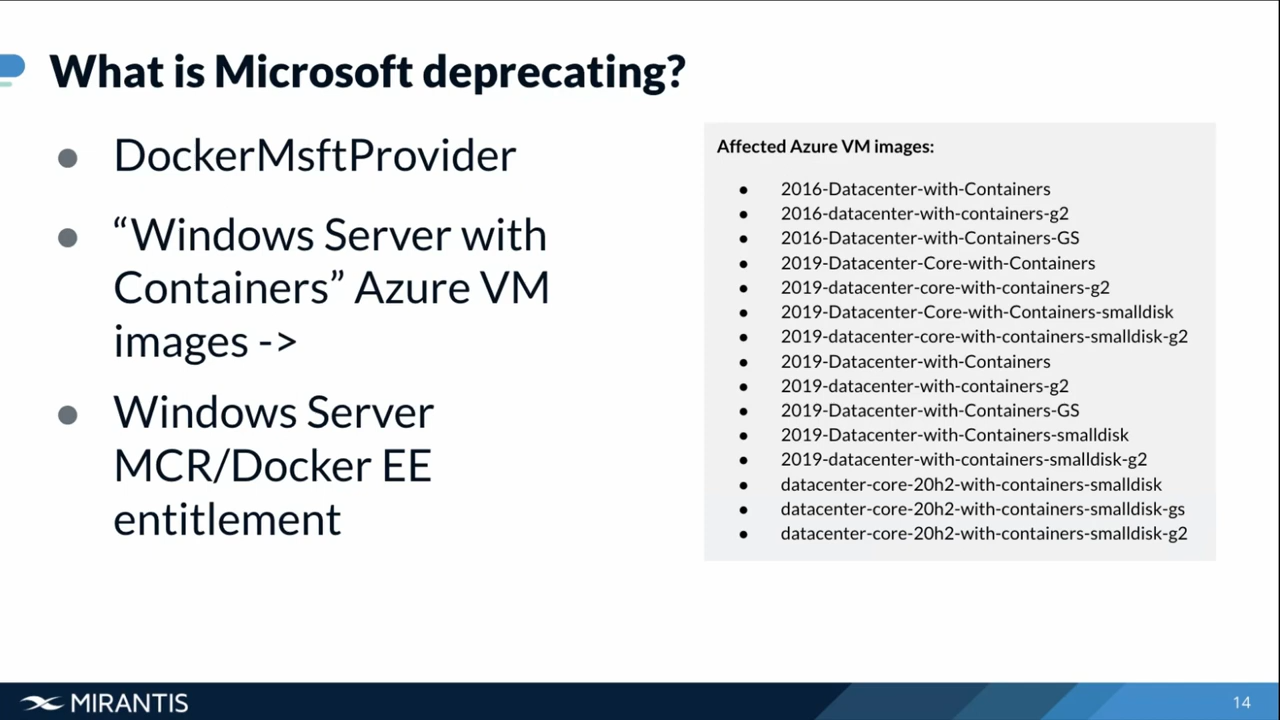 What is Microsoft deprecating?
● DockerMsftProvider
● “Windows Server with
Containers” Azure VM
images ->
● Windows Server
MCR/Docker EE
entitlement
Affected Azure VM images:
● 2016-Datacenter-with-Containers
● 2016-datacenter-with-containers-g2
● 2016-Datacenter-with-Containers-GS
● 2019-Datacenter-Core-with-Containers
● 2019-datacenter-core-with-containers-g2
● 2019-Datacenter-Core-with-Containers-smalldisk
● 2019-datacenter-core-with-containers-smalldisk-g2
● 2019-Datacenter-with-Containers
● 2019-datacenter-with-containers-g2
● 2019-Datacenter-with-Containers-GS
● 2019-Datacenter-with-Containers-smalldisk
● 2019-datacenter-with-containers-smalldisk-g2
● datacenter-core-20h2-with-containers-smalldisk
● datacenter-core-20h2-with-containers-smalldisk-gs
● datacenter-core-20h2-with-containers-smalldisk-g2
MIRANTIS
14